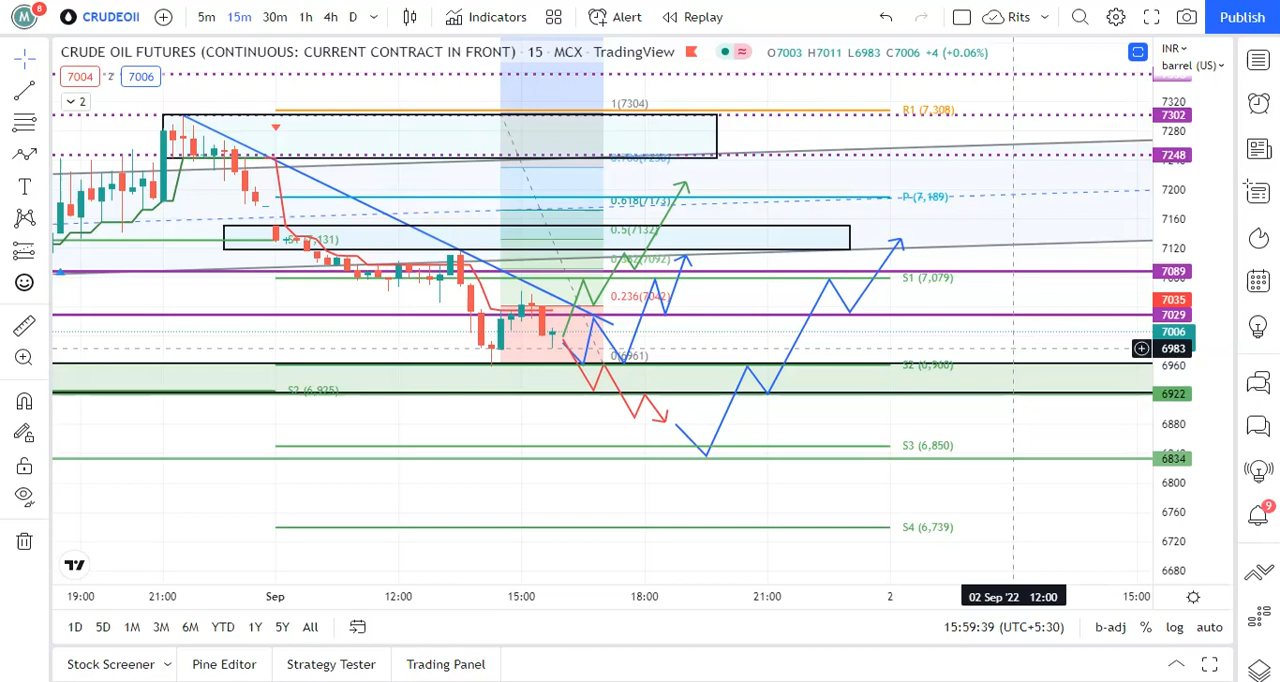 M 8 CRUDEOI1! 5m 15m 30m 1h 4h D Indicators Alert Replay Rits Publish
CRUDE OIL FUTURES (CONTINUOUS: CURRENT CONTRACT IN FRONT) · 15 · MCX · TradingView O7003 H7011 L6983 C7006 +4 (+0.06%) INR
barrel (US)
7004 2 7006
2
1(7304) R1 (7,308) 7320
7302
7280
7248
7200
0.618(7173) P (7,189)
0.5(7132) 7160
7120
S1 (7,079) 7089
0.236(7042) 7035
7029
7006
6983
0(6961) S2 (6,960) 6960
S2 (6,925) 6922
6880
S3 (6,850)
6834
6800
S4 (6,739) 6760
6720
6680
19:00 21:00 Sep 12:00 15:00 18:00 21:00 2 02 Sep '22 12:00 15:00
1D 5D 1M 3M 6M YTD 1Y 5Y All 15:59:39 (UTC+5:30) b-adj % log auto
Stock Screener Pine Editor Strategy Tester Trading Panel
9